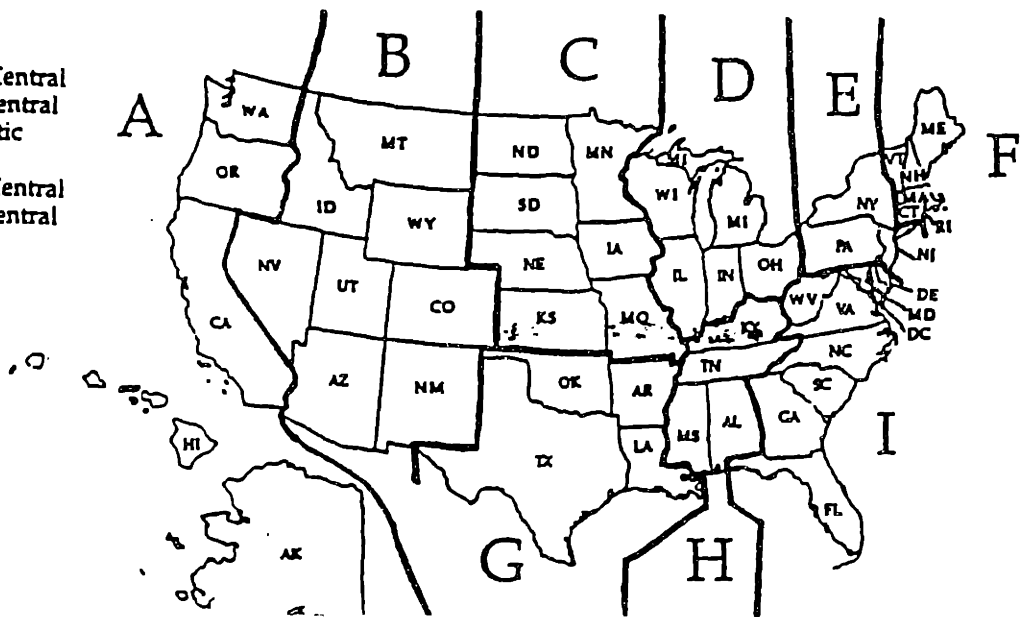 Central
entral
tic
Central
entral
A
B
C
D
E
F
G
H
I
WA
OR
CA
NV
ID
MT
WY
UT
CO
AZ
NM
ND
SD
NE
KS
OK
TX
MN
IA
MO
AR
LA
WI
MI
MI
IL
IN
OH
KY
TN
MS
AL
GA
FL
SC
NC
VA
WV
PA
NY
VT
NH
ME
MA
CT
RI
NJ
DE
MD
DC
HI
AK